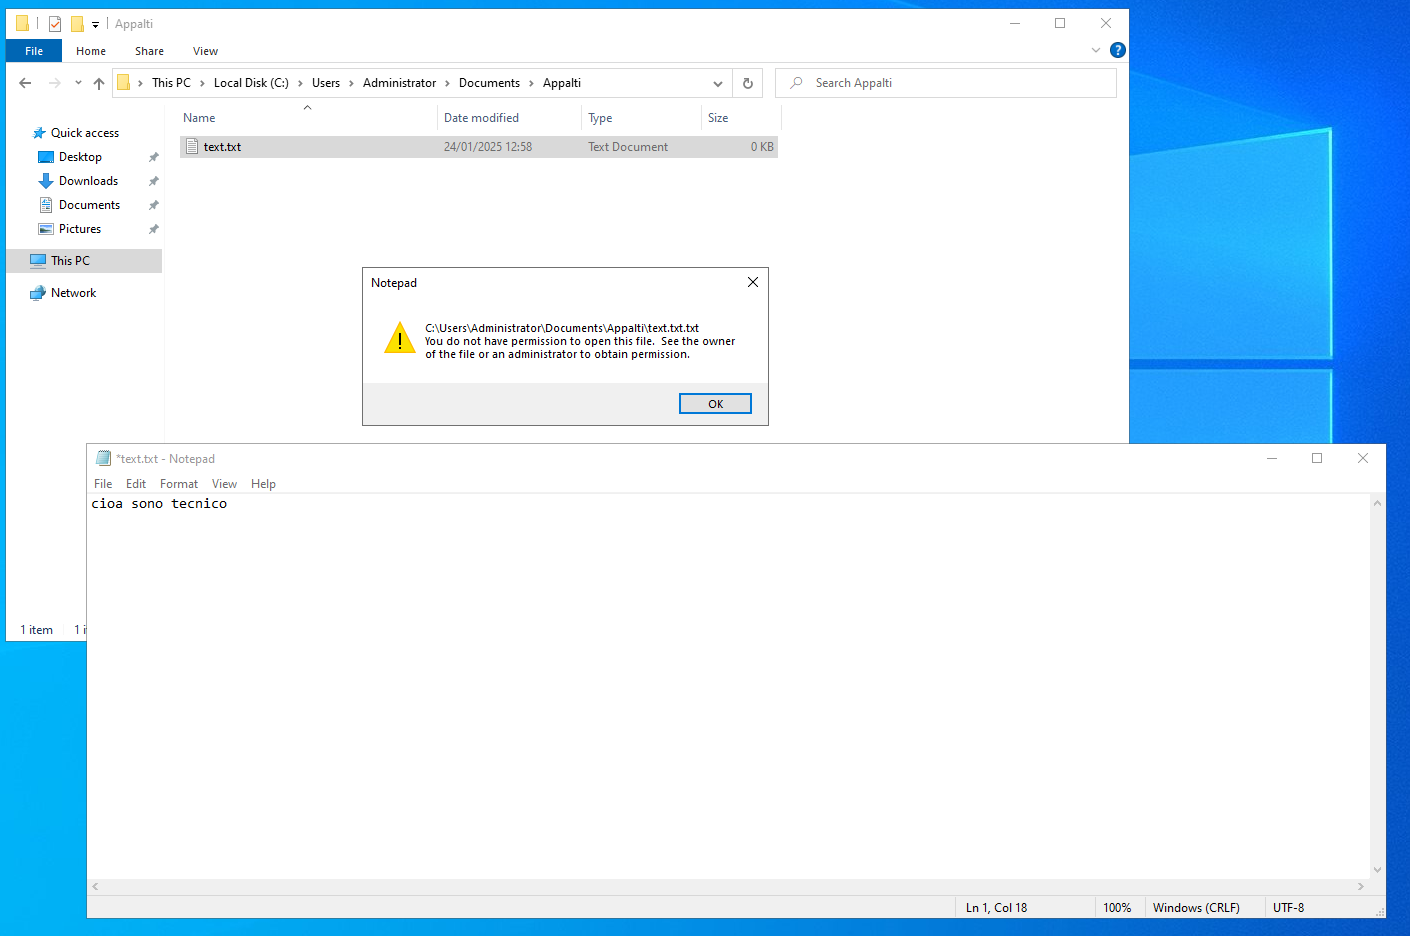 Appalti
File Home Share View
This PC Local Disk (C:) Users Administrator Documents Appalti
Search Appalti
Name Date modified Type Size
text.txt 24/01/2025 12:58 Text Document 0 KB
Quick access
Desktop
Downloads
Documents
Pictures
This PC
Network
Notepad
C:\Users\Administrator\Documents\Appalti\text.txt.txt
You do not have permission to open this file. See the owner
of the file or an administrator to obtain permission.
OK
*text.txt - Notepad
File Edit Format View Help
cioa sono tecnico
1 item
Ln 1, Col 18 100% Windows (CRLF) UTF-8